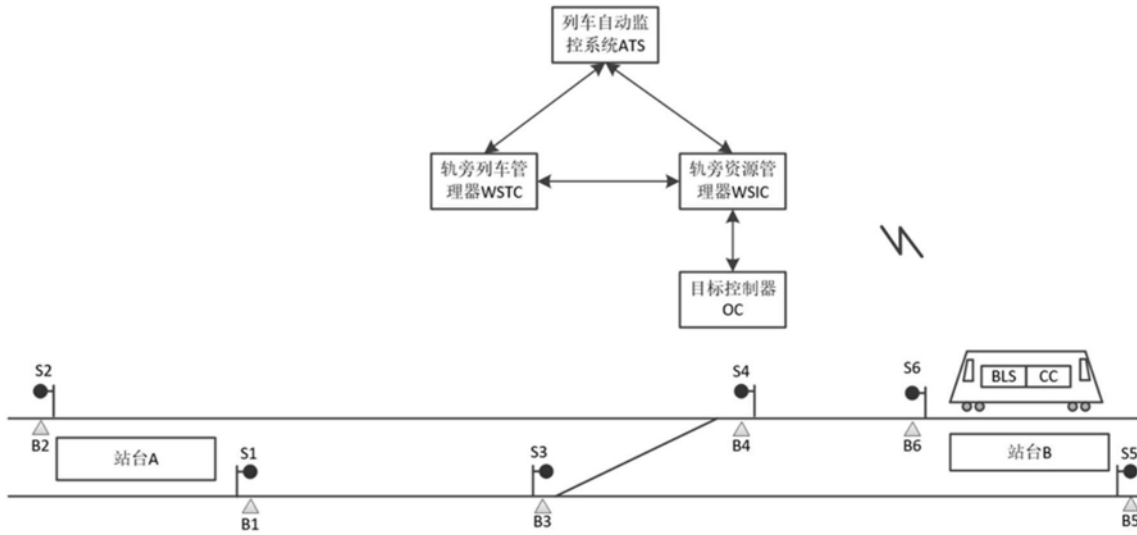 列车自动监
控系统ATS
轨旁列车管
理器WSTC
轨旁资源管
理器WSIC
目标控制器
OC
S2
S4
S6
BLS
CC
B2
站台A
S1
S3
B4
B6
站台B
S5
B1
B3
B5